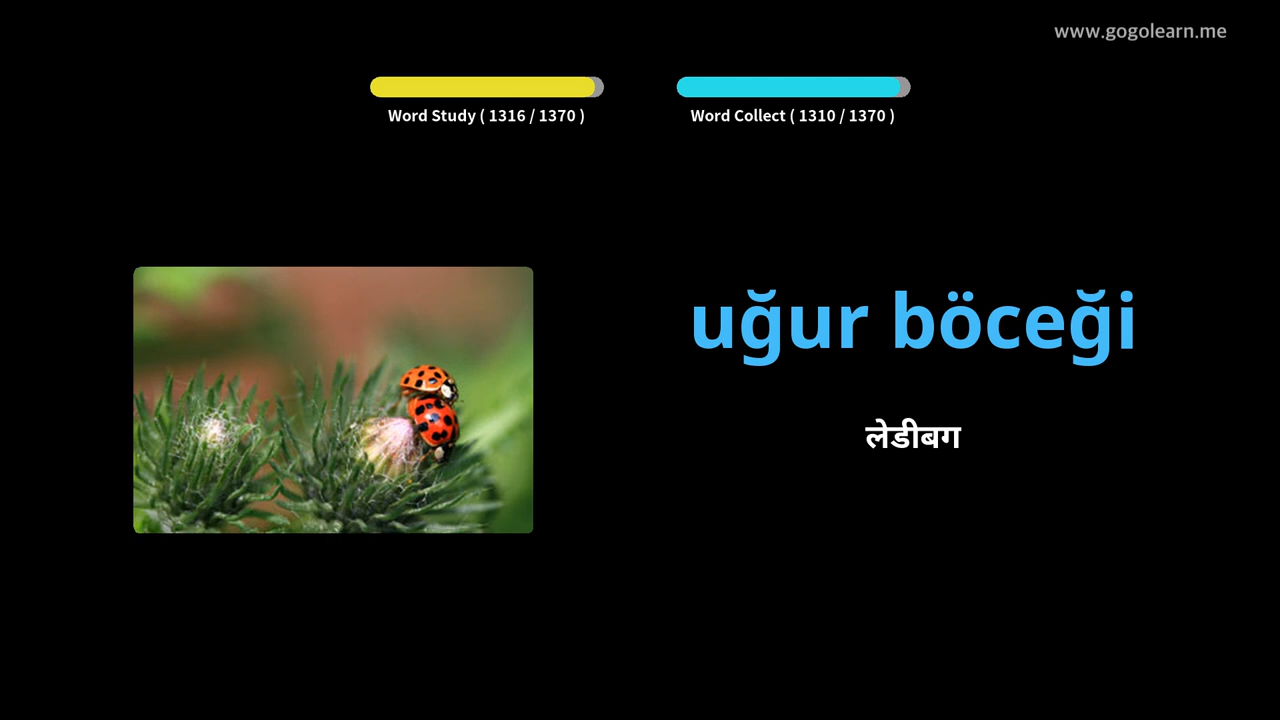 www.gogolearn.me
Word Study ( 1316 / 1370 )
Word Collect ( 1310 / 1370 )
uğur böceği
लेडीबग